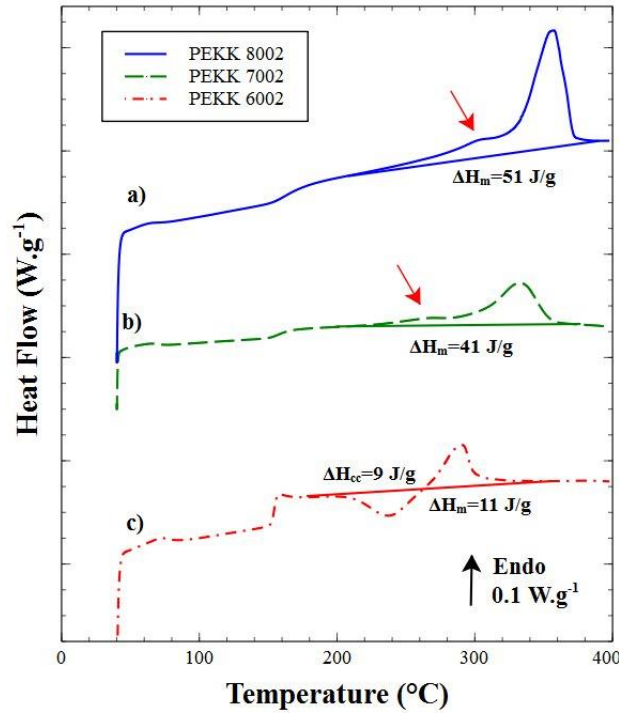 PEKK 8002
PEKK 7002
PEKK 6002
a)
ΔHm=51 J/g
b)
ΔHm=41 J/g
ΔHcc=9 J/g
ΔHm=11 J/g
c)
Endo
0.1 W.g-1
Heat Flow (W.g-1)
0 100 200 300 400
Temperature (°C)